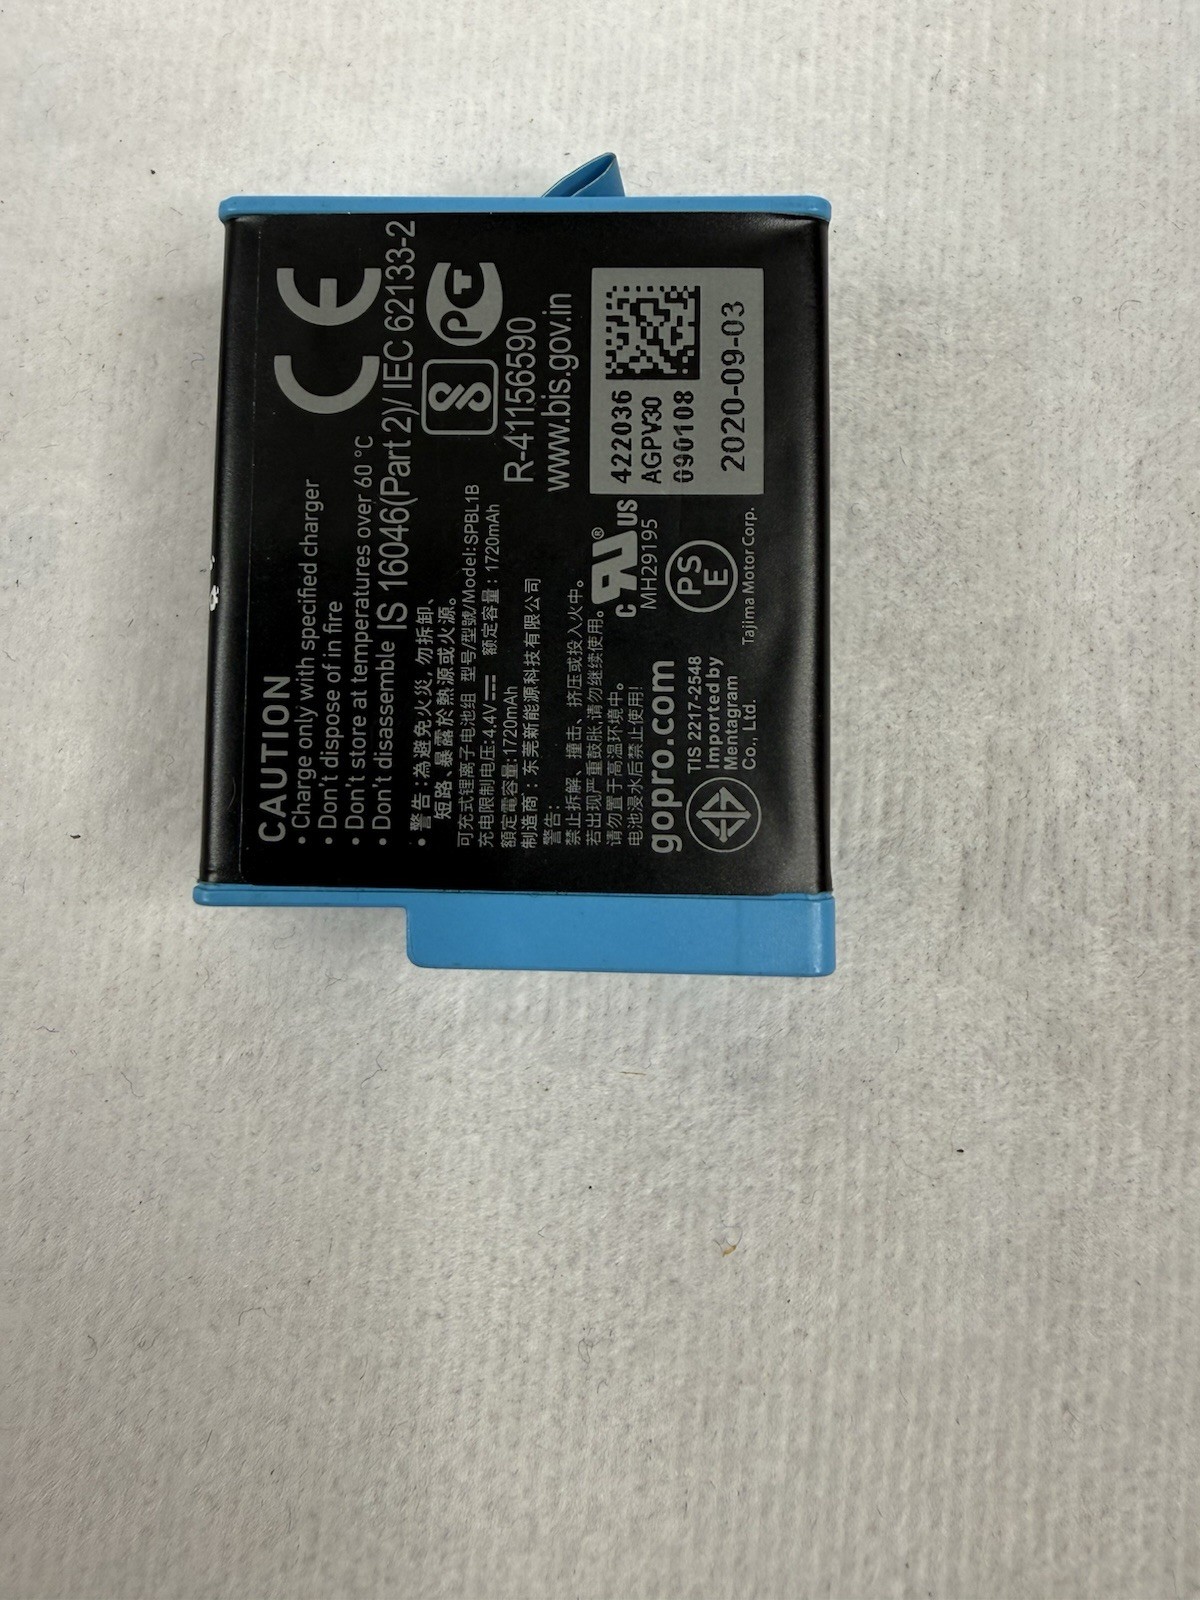 CAUTION
• Charge only with specified charger
• Don't dispose of in fire
• Don't store at temperatures over 60 °C
• Don't disassemble
IS 16046(Part 2)/ IEC 62133-2
• 警告:為避免火災,勿拆卸、
短路、暴露於熱源或火源。
可充式锂离子电池组 型号/型號/Model:SPBL1B
充电限制电压:4.4V 額定容量:1720mAh
額定電容量:1720mAh
制造商:东莞新能源科技有限公司
警告:
禁止拆解、撞击、挤压或投入火中。
若出现严重鼓胀,请勿继续使用。
请勿置于高温环境中。
电池浸水后禁止使用!
gopro.com
TIS 2217-2548
Imported by
Mentagram
Co., Ltd.
CE
PCT
R-41156590
www.bis.gov.in
c UL® US
MH29195
PSE
Tajima Motor Corp.
422036
AGPV30
090108
2020-09-03